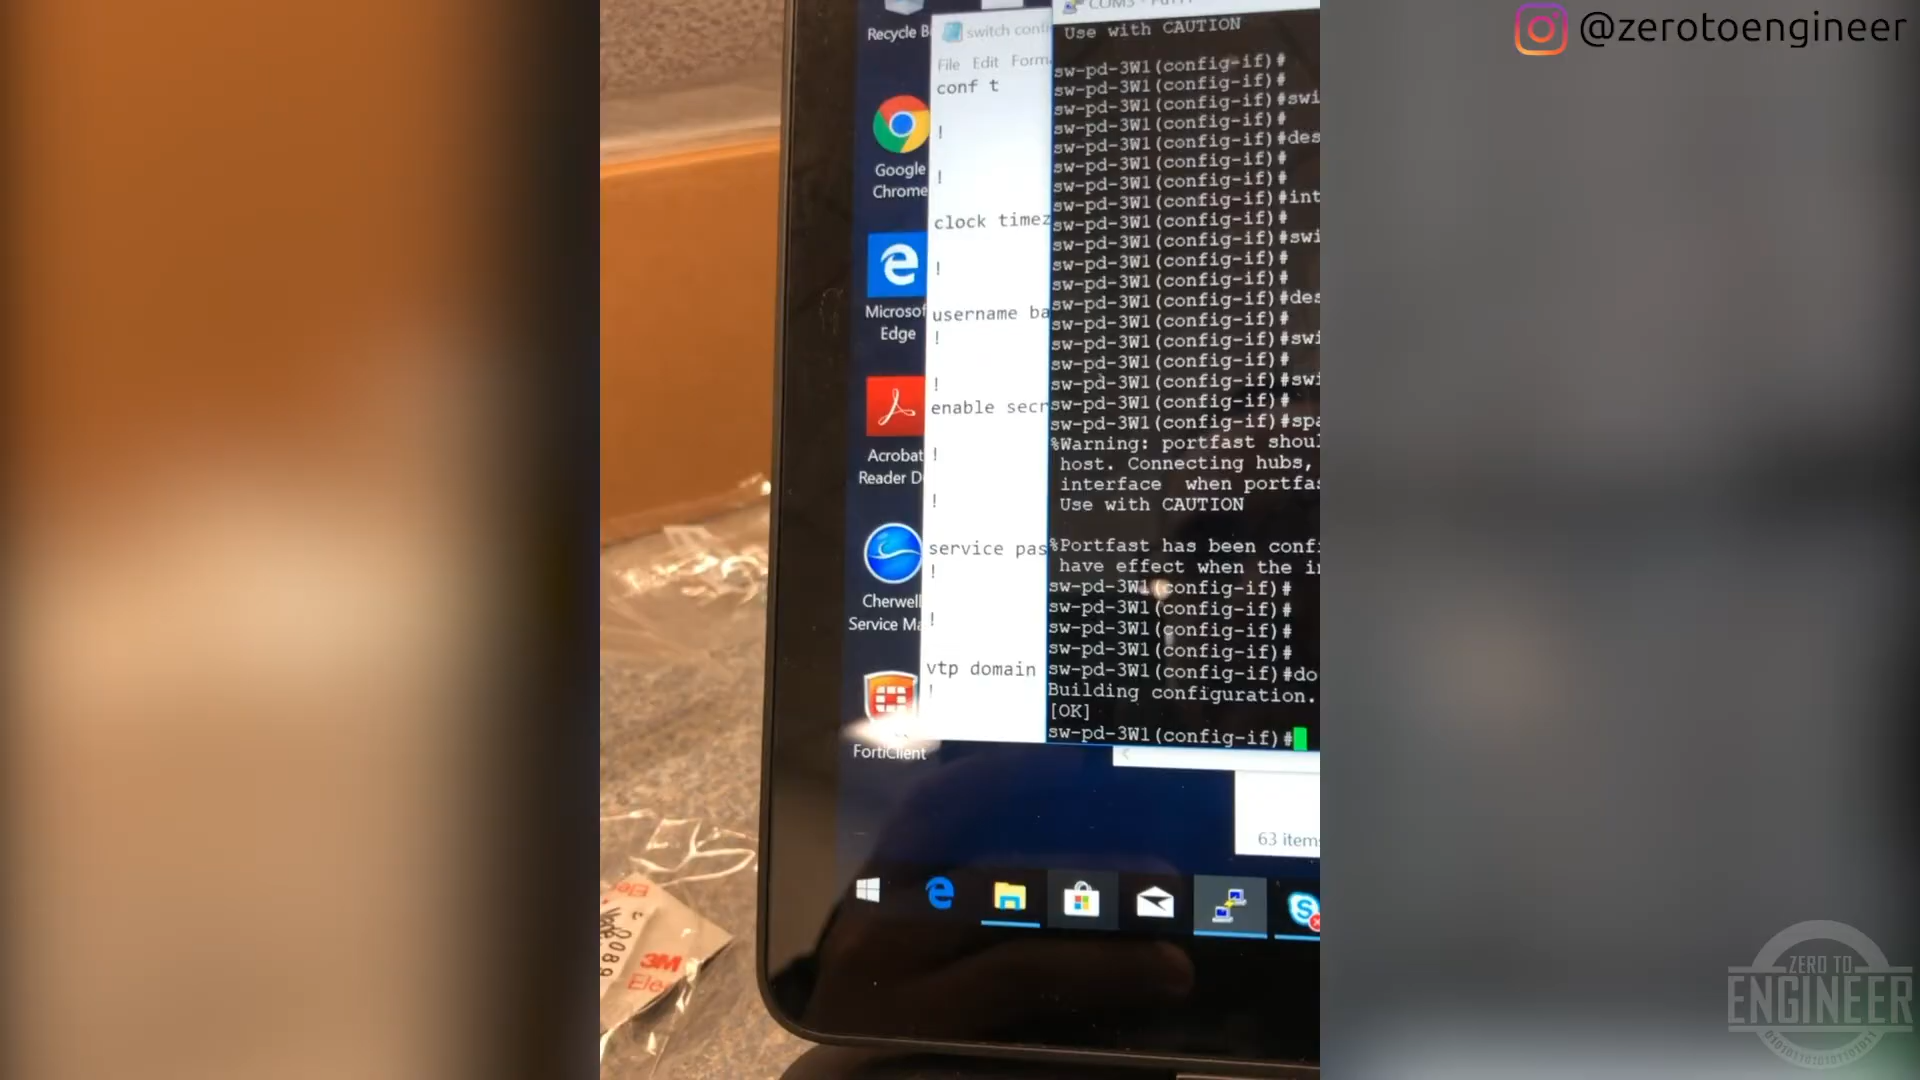 @zerotoengineer
COM3 - PuTTY
Recycle B
switch confi
File Edit Form
conf t
!
!
clock timez
!
username ba
!
!
enable secr
!
!
service pas
!
!
vtp domain
!
Use with CAUTION
sw-pd-3W1(config-if)#
sw-pd-3W1(config-if)#
sw-pd-3W1(config-if)#swi
sw-pd-3W1(config-if)#
sw-pd-3W1(config-if)#des
sw-pd-3W1(config-if)#
sw-pd-3W1(config-if)#
sw-pd-3W1(config-if)#int
sw-pd-3W1(config-if)#
sw-pd-3W1(config-if)#swi
sw-pd-3W1(config-if)#
sw-pd-3W1(config-if)#
sw-pd-3W1(config-if)#des
sw-pd-3W1(config-if)#
sw-pd-3W1(config-if)#swi
sw-pd-3W1(config-if)#
sw-pd-3W1(config-if)#swi
sw-pd-3W1(config-if)#
sw-pd-3W1(config-if)#spa
%Warning: portfast shoul
host. Connecting hubs,
interface when portfas
Use with CAUTION
%Portfast has been confi
have effect when the in
sw-pd-3W1(config-if)#
sw-pd-3W1(config-if)#
sw-pd-3W1(config-if)#
sw-pd-3W1(config-if)#
sw-pd-3W1(config-if)#do
Building configuration.
[OK]
sw-pd-3W1(config-if)#
Google
Chrome
Microsof
Edge
Acrobat
Reader D
Cherwell
Service Ma
FortiClient
63 items
3M
Ele
ZERO TO
ENGINEER